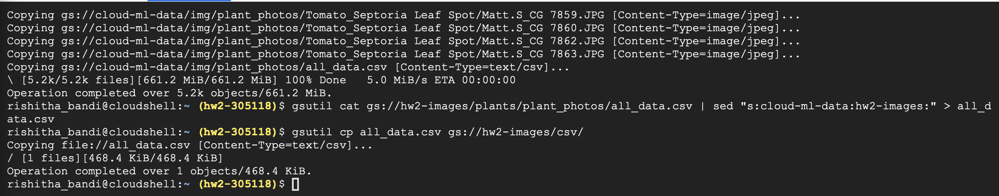 Copying gs://cloud-ml-data/img/plant_photos/Tomato_Septoria Leaf Spot/Matt.S_CG 7859.JPG [Content-Type=image/jpeg]...
Copying gs://cloud-ml-data/img/plant_photos/Tomato_Septoria Leaf Spot/Matt.S_CG 7860.JPG [Content-Type=image/jpeg]...
Copying gs://cloud-ml-data/img/plant_photos/Tomato_Septoria Leaf Spot/Matt.S_CG 7862.JPG [Content-Type=image/jpeg]...
Copying gs://cloud-ml-data/img/plant_photos/Tomato_Septoria Leaf Spot/Matt.S_CG 7863.JPG [Content-Type=image/jpeg]...
Copying gs://cloud-ml-data/img/plant_photos/all_data.csv [Content-Type=text/csv]...
\ [5.2k/5.2k files][661.2 MiB/661.2 MiB] 100% Done   5.0 MiB/s ETA 00:00:00
Operation completed over 5.2k objects/661.2 MiB.
rishitha_bandi@cloudshell:~ (hw2-305118)$ gsutil cat gs://hw2-images/plants/plant_photos/all_data.csv | sed "s:cloud-ml-data:hw2-images:" > all_d
ata.csv
rishitha_bandi@cloudshell:~ (hw2-305118)$ gsutil cp all_data.csv gs://hw2-images/csv/
Copying file://all_data.csv [Content-Type=text/csv]...
/ [1 files][468.4 KiB/468.4 KiB]
Operation completed over 1 objects/468.4 KiB.
rishitha_bandi@cloudshell:~ (hw2-305118)$